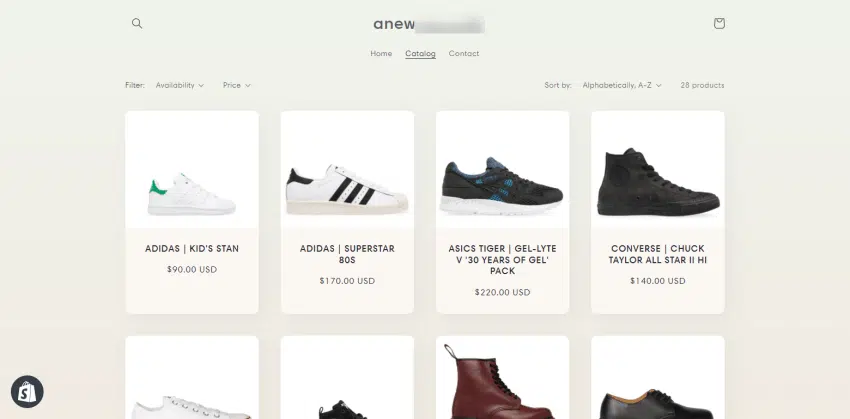 anew
Home Catalog Contact
Filter: Availability Price Sort by: Alphabetically, A-Z 28 products
ADIDAS | KID'S STAN
$90.00 USD
ADIDAS | SUPERSTAR
80S
$170.00 USD
ASICS TIGER | GEL-LYTE
V '30 YEARS OF GEL'
PACK
$220.00 USD
CONVERSE | CHUCK
TAYLOR ALL STAR II HI
$140.00 USD